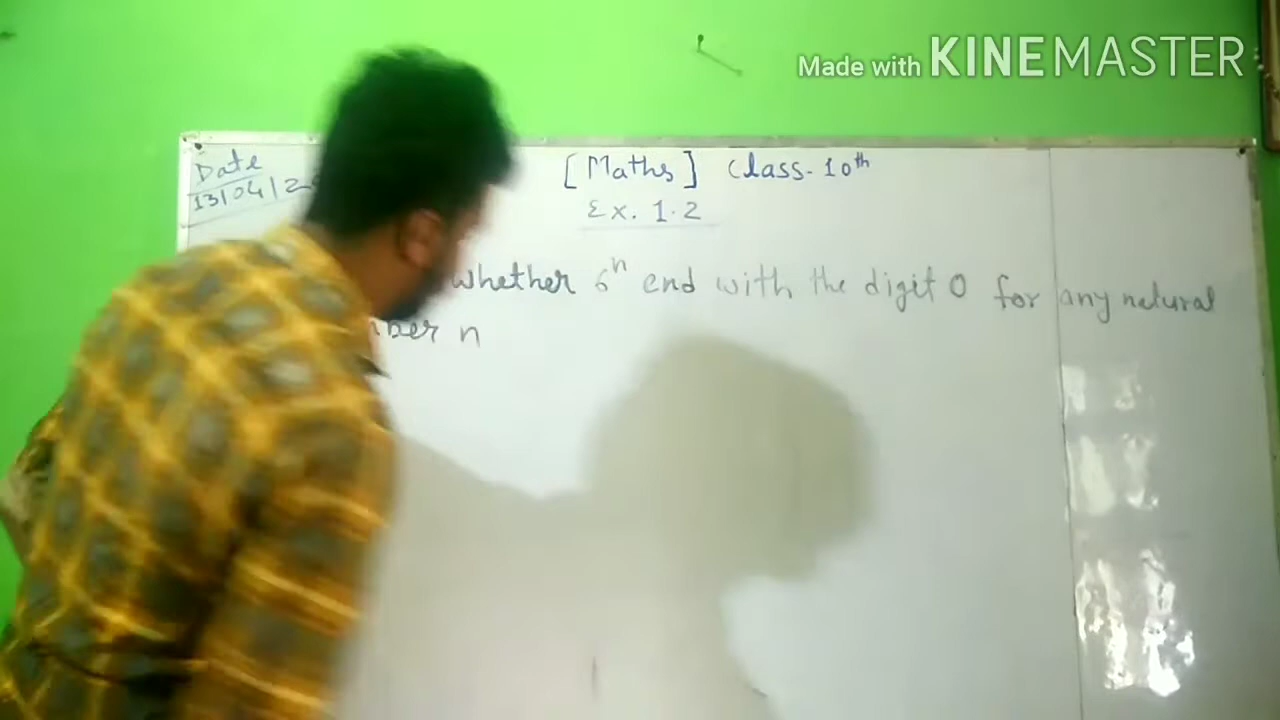 Made with KINEMASTER
Date
[Maths] Class-10th
13/04/2
Ex. 1.2
whether 6ⁿ end with the digit 0 for any natural
n